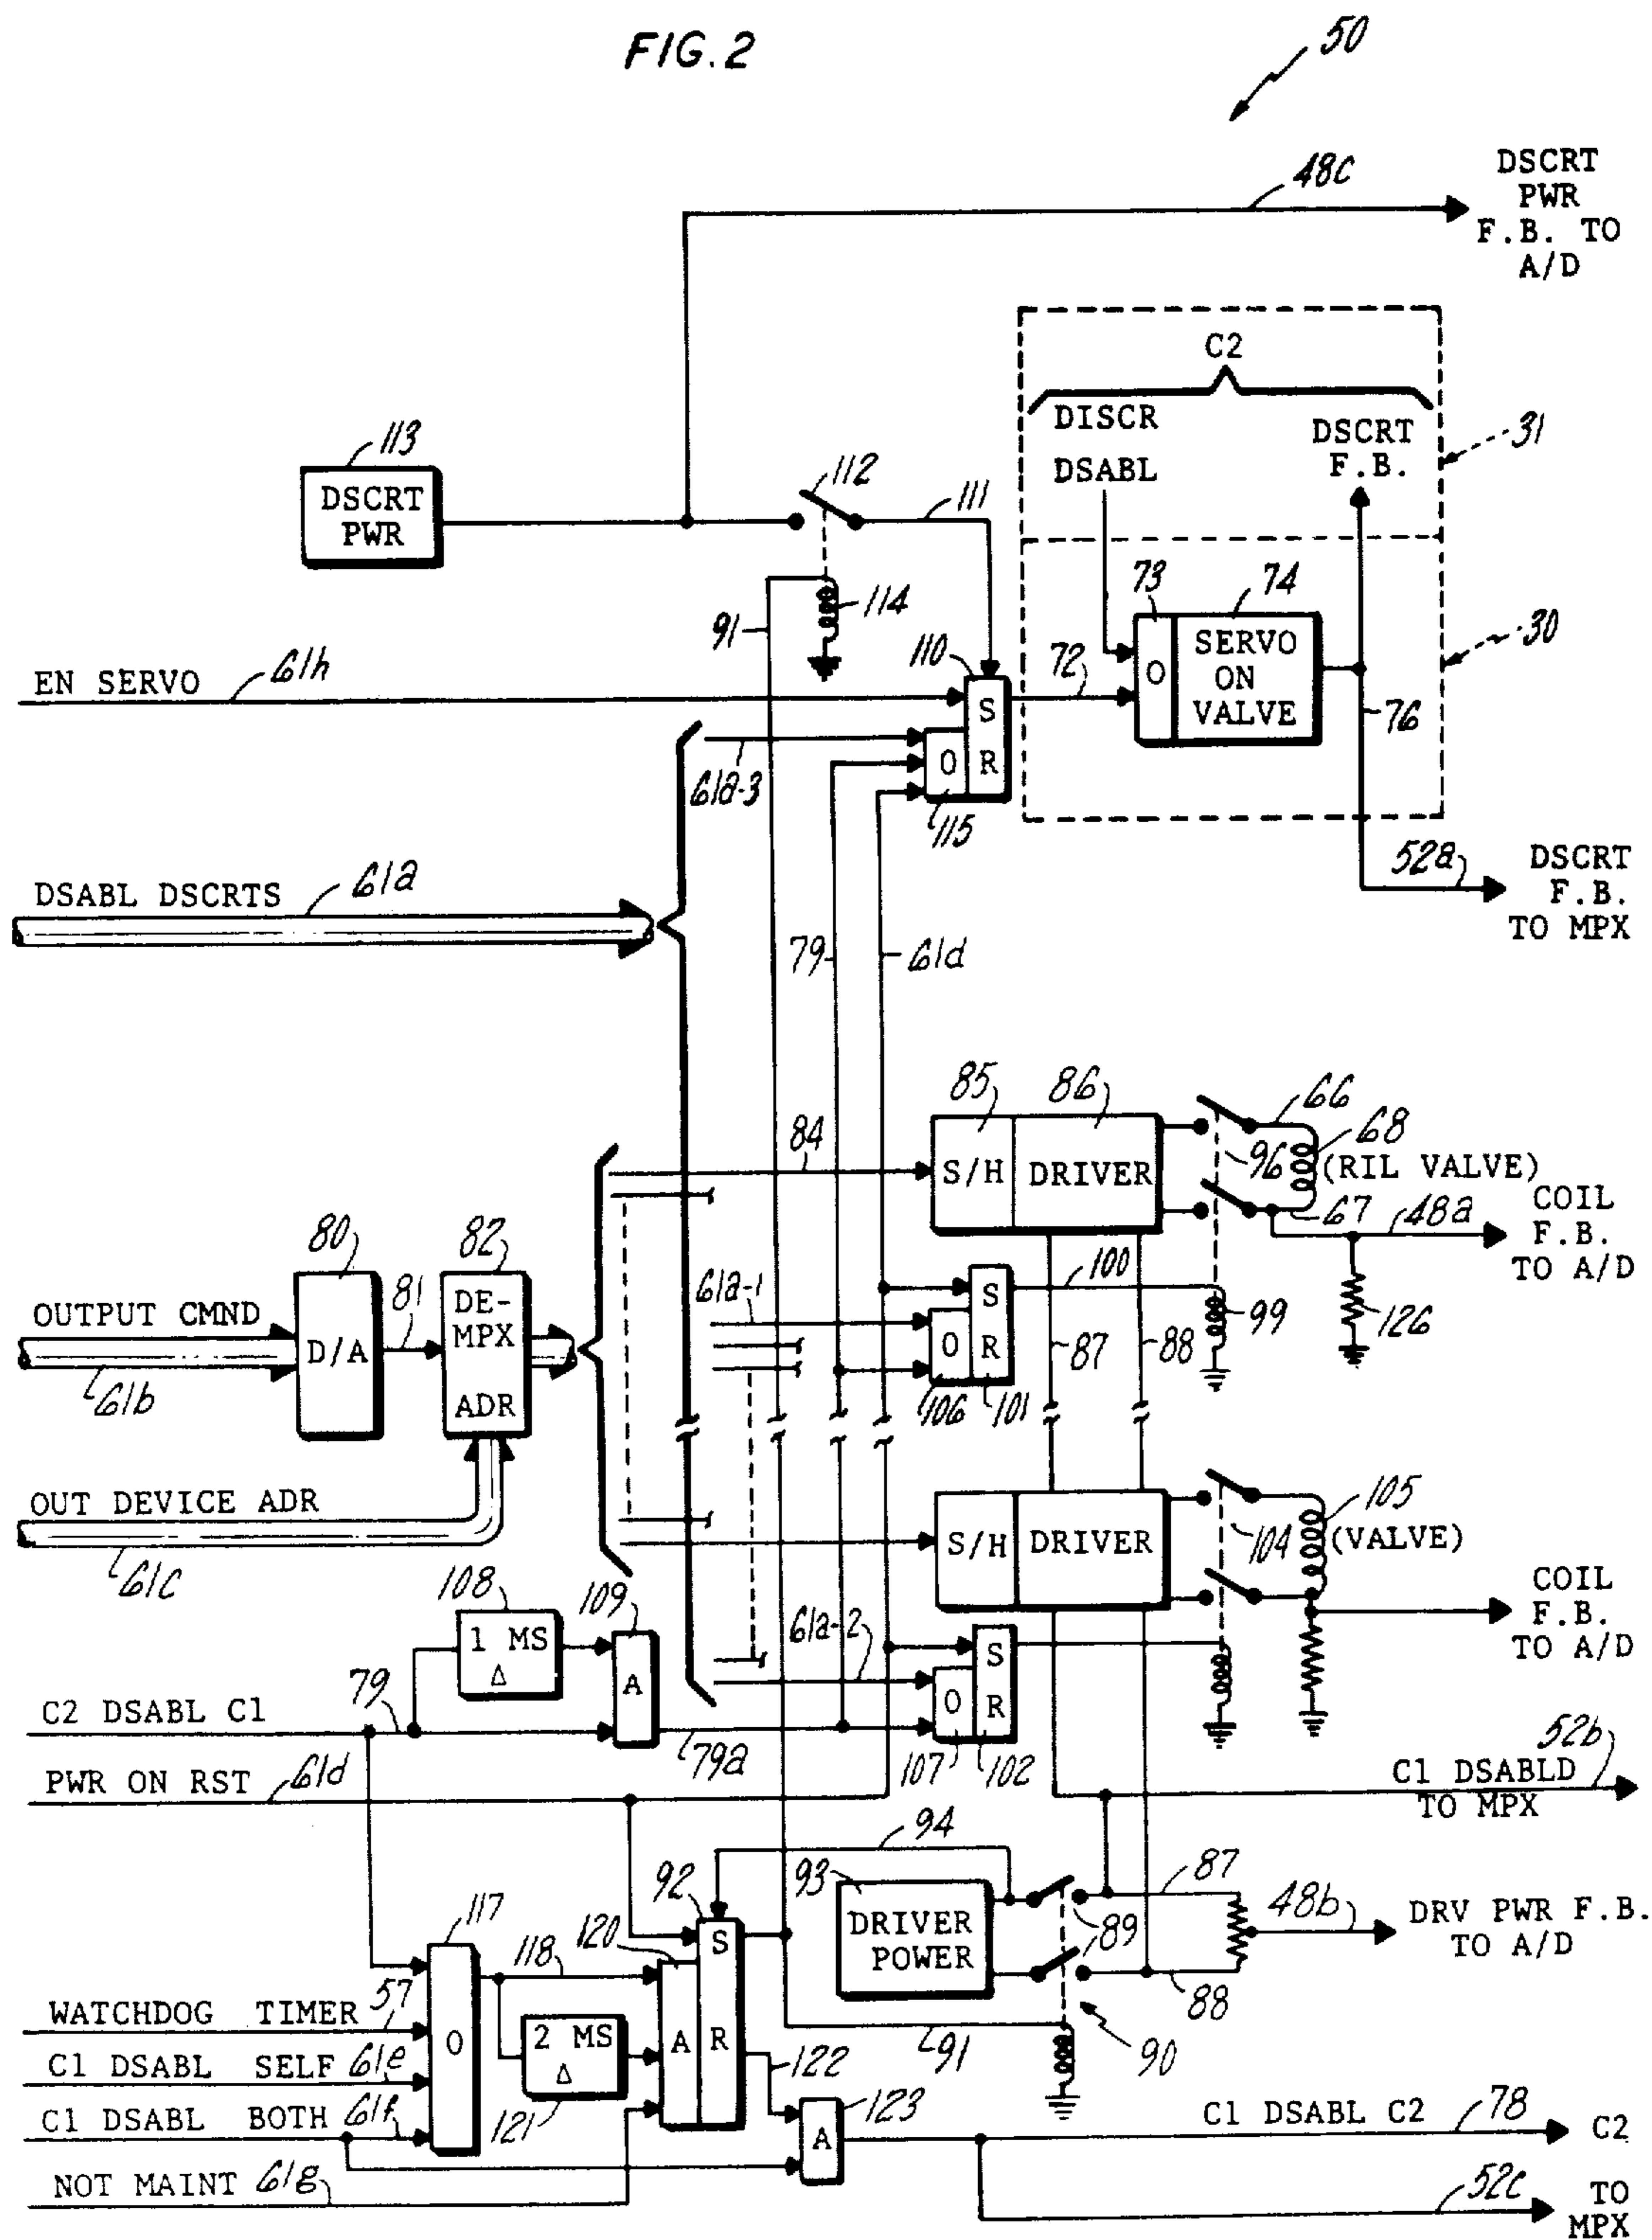 FIG. 2
50
48c
DSCRT
PWR
F.B. TO
A/D
C2
DISCR
DSABL
DSCRT
F.B.
31
113
DSCRT
PWR
112
111
114
91
110
73
74
72
O
SERVO
ON
VALVE
30
76
EN SERVO
61h
S
O
R
61a-3
115
52a
DSCRT
F.B.
TO MPX
DSABL DSCRTS
61a
79
61d
85
86
66
84
S/H
DRIVER
96
68
(RIL VALVE)
67
48a
COIL
F.B.
TO A/D
80
82
OUTPUT CMND
81
D/A
DE-
MPX
ADR
61b
61a-1
S
O
R
100
99
126
106
101
87
88
OUT DEVICE ADR
61c
S/H
DRIVER
104
105
(VALVE)
COIL
F.B.
TO A/D
108
109
1 MS
Δ
A
61a-2
S
O
R
C2 DSABL C1
79
79a
107
102
52b
PWR ON RST
61d
C1 DSABLD
TO MPX
94
92
93
DRIVER
POWER
89
89
87
48b
DRV PWR F.B.
TO A/D
88
117
118
120
S
A
R
O
WATCHDOG TIMER
57
2 MS
Δ
121
91
90
C1 DSABL SELF
61e
122
123
C1 DSABL BOTH
61f
A
C1 DSABL C2
78
C2
NOT MAINT
61g
52c
TO
MPX